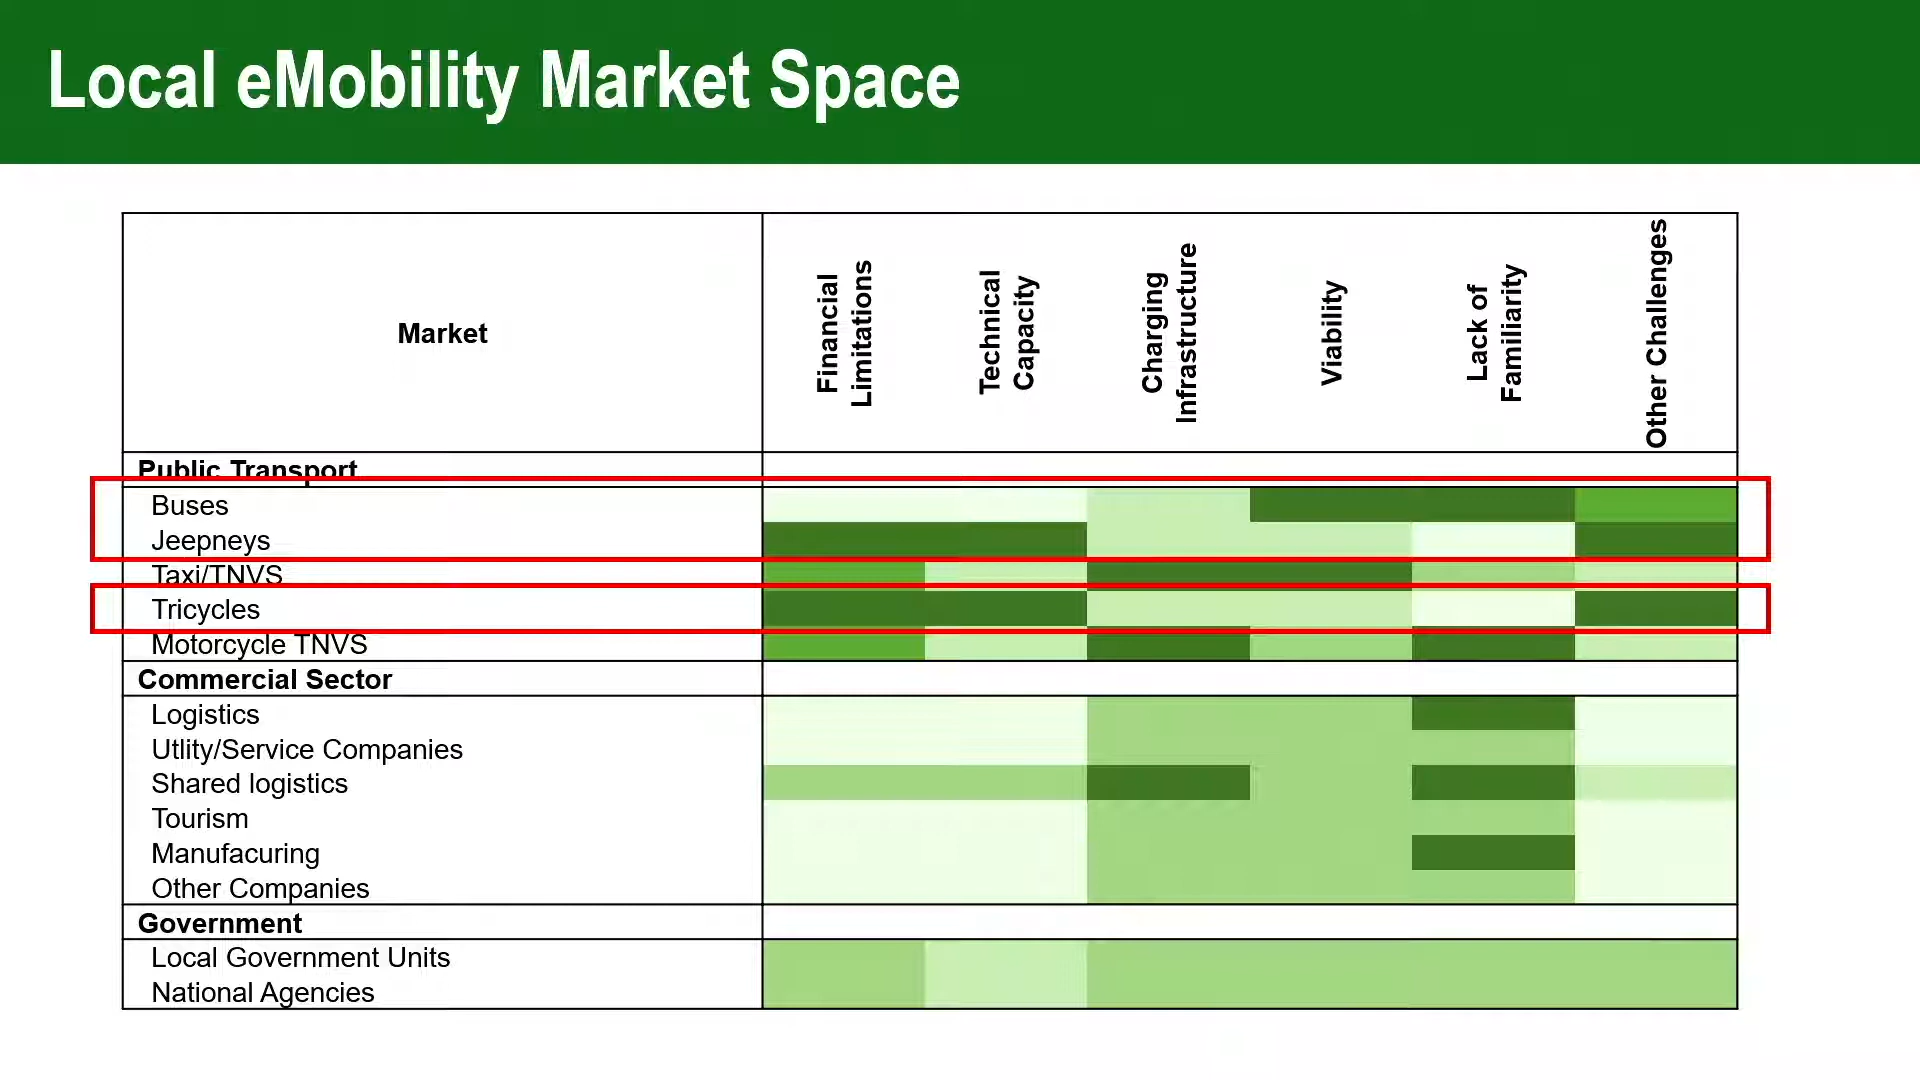 Local eMobility Market Space
Market
Financial
Limitations
Technical
Capacity
Charging
Infrastructure
Viability
Lack of
Familiarity
Other Challenges
Public Transport
Buses
Jeepneys
Taxi/TNVS
Tricycles
Motorcycle TNVS
Commercial Sector
Logistics
Utlity/Service Companies
Shared logistics
Tourism
Manufacuring
Other Companies
Government
Local Government Units
National Agencies